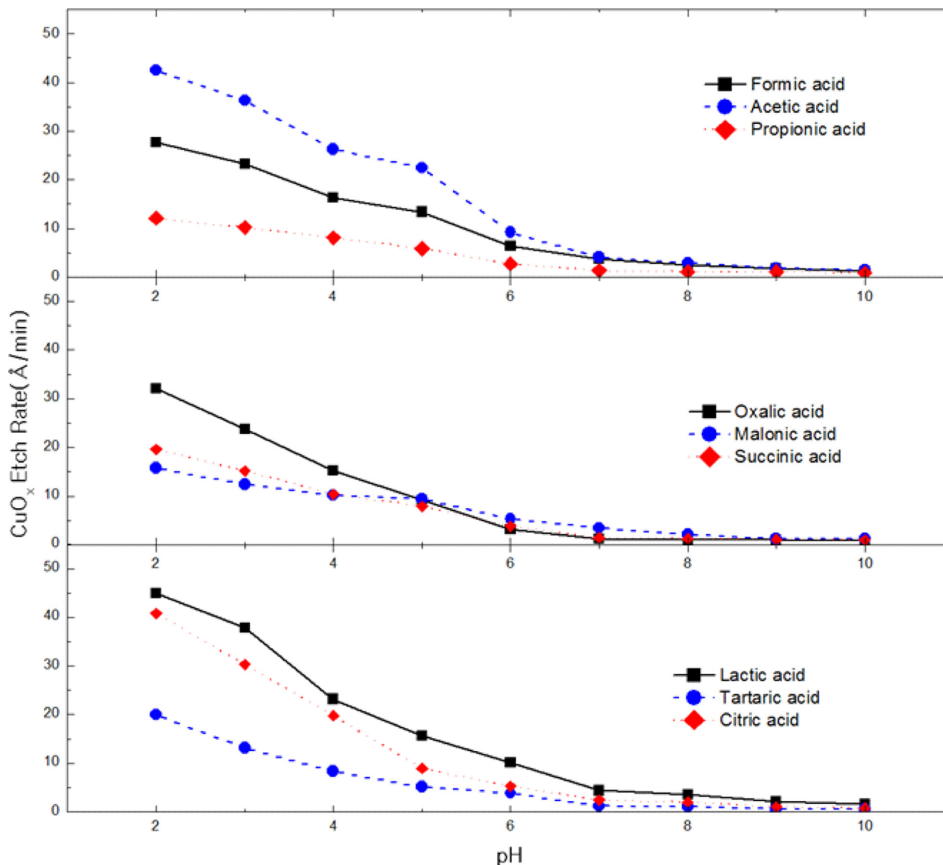 50
40
30
20
10
0
Formic acid
Acetic acid
Propionic acid
2 4 6 8 10
50
40
30
20
10
0
Oxalic acid
Malonic acid
Succinic acid
2 4 6 8 10
50
40
30
20
10
0
Lactic acid
Tartaric acid
Citric acid
2 4 6 8 10
CuOₓ Etch Rate(Å/min)
pH